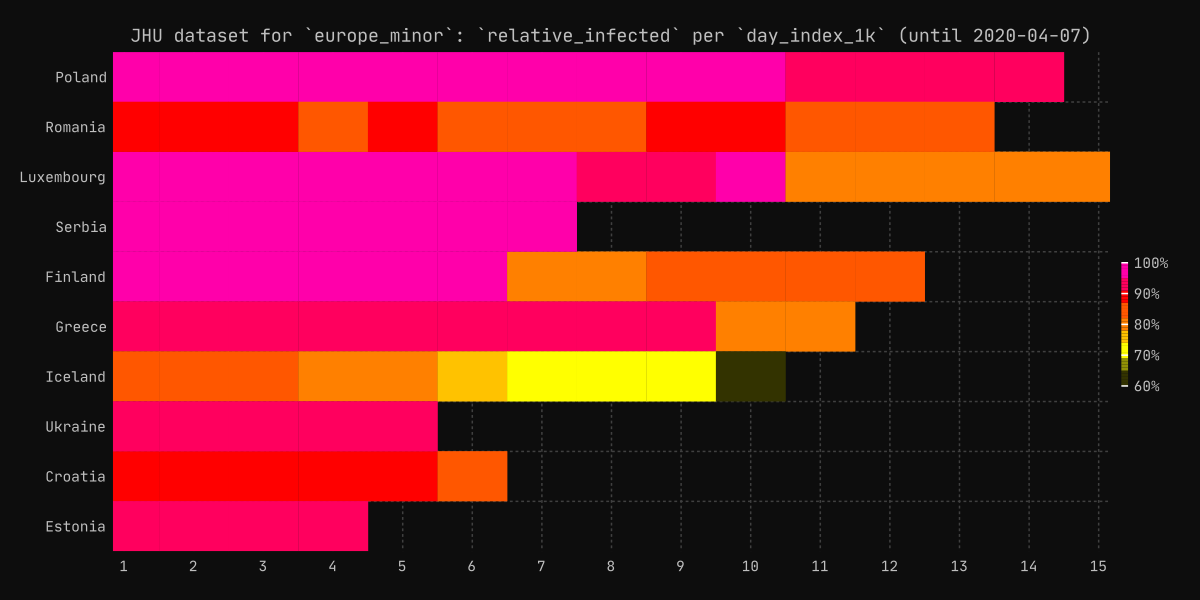 JHU dataset for `europe_minor`: `relative_infected` per `day_index_1k` (until 2020-04-07)
Poland
Romania
Luxembourg
Serbia
Finland
Greece
Iceland
Ukraine
Croatia
Estonia
1 2 3 4 5 6 7 8 9 10 11 12 13 14 15
100%
90%
80%
70%
60%